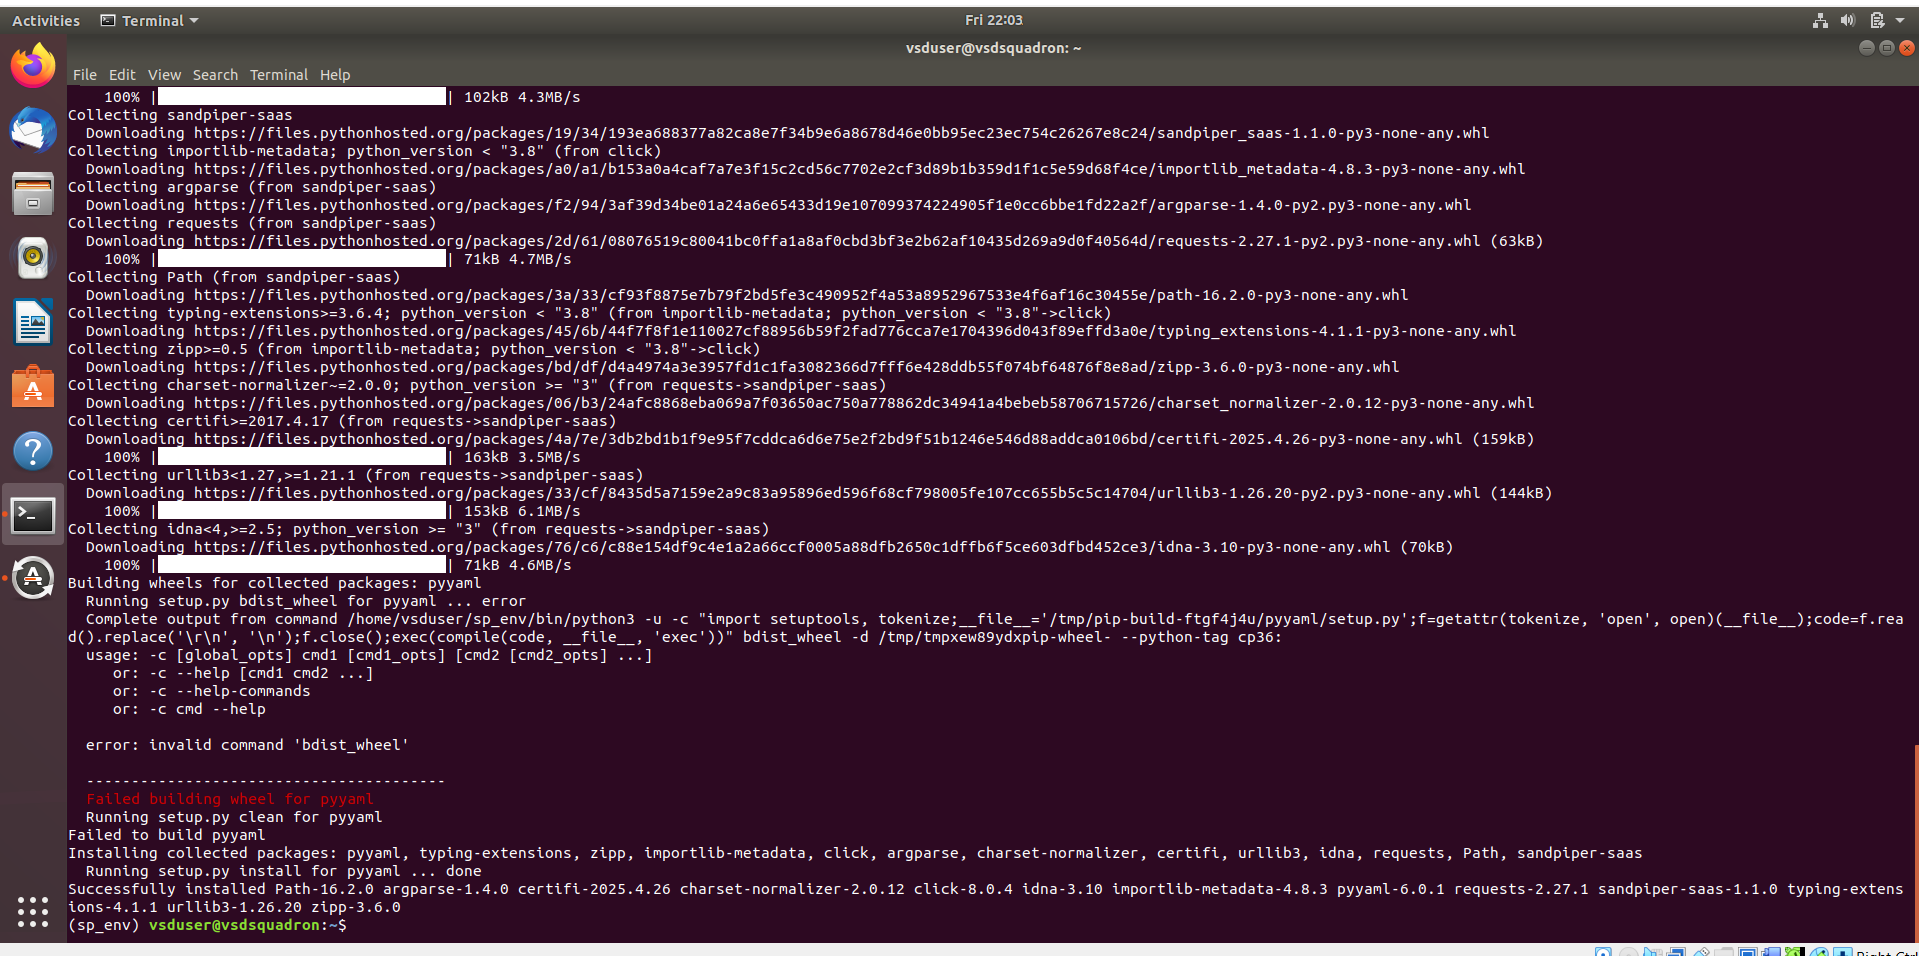 Activities
Terminal
Fri 22:03
vsduser@vsdsquadron: ~
File Edit View Search Terminal Help
100% | | 102kB 4.3MB/s
Collecting sandpiper-saas
Downloading https://files.pythonhosted.org/packages/19/34/193ea688377a82ca8e7f34b9e6a8678d46e0bb95ec23ec754c26267e8c24/sandpiper_saas-1.1.0-py3-none-any.whl
Collecting importlib-metadata; python_version < "3.8" (from click)
Downloading https://files.pythonhosted.org/packages/a0/a1/b153a0a4caf7a7e3f15c2cd56c7702e2cf3d89b1b359d1f1c5e59d68f4ce/importlib_metadata-4.8.3-py3-none-any.whl
Collecting argparse (from sandpiper-saas)
Downloading https://files.pythonhosted.org/packages/f2/94/3af39d34be01a24a6e65433d19e107099374224905f1e0cc6bbe1fd22a2f/argparse-1.4.0-py2.py3-none-any.whl
Collecting requests (from sandpiper-saas)
Downloading https://files.pythonhosted.org/packages/2d/61/08076519c80041bc0ffa1a8af0cbd3bf3e2b62af10435d269a9d0f40564d/requests-2.27.1-py2.py3-none-any.whl (63kB)
100% | | 71kB 4.7MB/s
Collecting Path (from sandpiper-saas)
Downloading https://files.pythonhosted.org/packages/3a/33/cf93f8875e7b79f2bd5fe3c490952f4a53a8952967533e4f6af16c30455e/path-16.2.0-py3-none-any.whl
Collecting typing-extensions>=3.6.4; python_version < "3.8" (from importlib-metadata; python_version < "3.8"->click)
Downloading https://files.pythonhosted.org/packages/45/6b/44f7f8f1e110027cf88956b59f2fad776cca7e1704396d043f89effd3a0e/typing_extensions-4.1.1-py3-none-any.whl
Collecting zipp>=0.5 (from importlib-metadata; python_version < "3.8"->click)
Downloading https://files.pythonhosted.org/packages/bd/df/d4a4974a3e3957fd1c1fa3082366d7fff6e428ddb55f074bf64876f8e8ad/zipp-3.6.0-py3-none-any.whl
Collecting charset-normalizer~=2.0.0; python_version >= "3" (from requests->sandpiper-saas)
Downloading https://files.pythonhosted.org/packages/06/b3/24afc8868eba069a7f03650ac750a778862dc34941a4bebeb58706715726/charset_normalizer-2.0.12-py3-none-any.whl
Collecting certifi>=2017.4.17 (from requests->sandpiper-saas)
Downloading https://files.pythonhosted.org/packages/4a/7e/3db2bd1b1f9e95f7cddca6d6e75e2f2bd9f51b1246e546d88addca0106bd/certifi-2025.4.26-py3-none-any.whl (159kB)
100% | | 163kB 3.5MB/s
Collecting urllib3<1.27,>=1.21.1 (from requests->sandpiper-saas)
Downloading https://files.pythonhosted.org/packages/33/cf/8435d5a7159e2a9c83a95896ed596f68cf798005fe107cc655b5c5c14704/urllib3-1.26.20-py2.py3-none-any.whl (144kB)
100% | | 153kB 6.1MB/s
Collecting idna<4,>=2.5; python_version >= "3" (from requests->sandpiper-saas)
Downloading https://files.pythonhosted.org/packages/76/c6/c88e154df9c4e1a2a66ccf0005a88dfb2650c1dffb6f5ce603dfbd452ce3/idna-3.10-py3-none-any.whl (70kB)
100% | | 71kB 4.6MB/s
Building wheels for collected packages: pyyaml
Running setup.py bdist_wheel for pyyaml ... error
Complete output from command /home/vsduser/sp_env/bin/python3 -u -c "import setuptools, tokenize;__file__='/tmp/pip-build-ftgf4j4u/pyyaml/setup.py';f=getattr(tokenize, 'open', open)(__file__);code=f.rea
d().replace('\r\n', '\n');f.close();exec(compile(code, __file__, 'exec'))" bdist_wheel -d /tmp/tmpxew89ydxpip-wheel- --python-tag cp36:
usage: -c [global_opts] cmd1 [cmd1_opts] [cmd2 [cmd2_opts] ...]
or: -c --help [cmd1 cmd2 ...]
or: -c --help-commands
or: -c cmd --help
error: invalid command 'bdist_wheel'
----------------------------------------
Failed building wheel for pyyaml
Running setup.py clean for pyyaml
Failed to build pyyaml
Installing collected packages: pyyaml, typing-extensions, zipp, importlib-metadata, click, argparse, charset-normalizer, certifi, urllib3, idna, requests, Path, sandpiper-saas
Running setup.py install for pyyaml ... done
Successfully installed Path-16.2.0 argparse-1.4.0 certifi-2025.4.26 charset-normalizer-2.0.12 click-8.0.4 idna-3.10 importlib-metadata-4.8.3 pyyaml-6.0.1 requests-2.27.1 sandpiper-saas-1.1.0 typing-extens
ions-4.1.1 urllib3-1.26.20 zipp-3.6.0
(sp_env) vsduser@vsdsquadron:~$
Right Ctrl